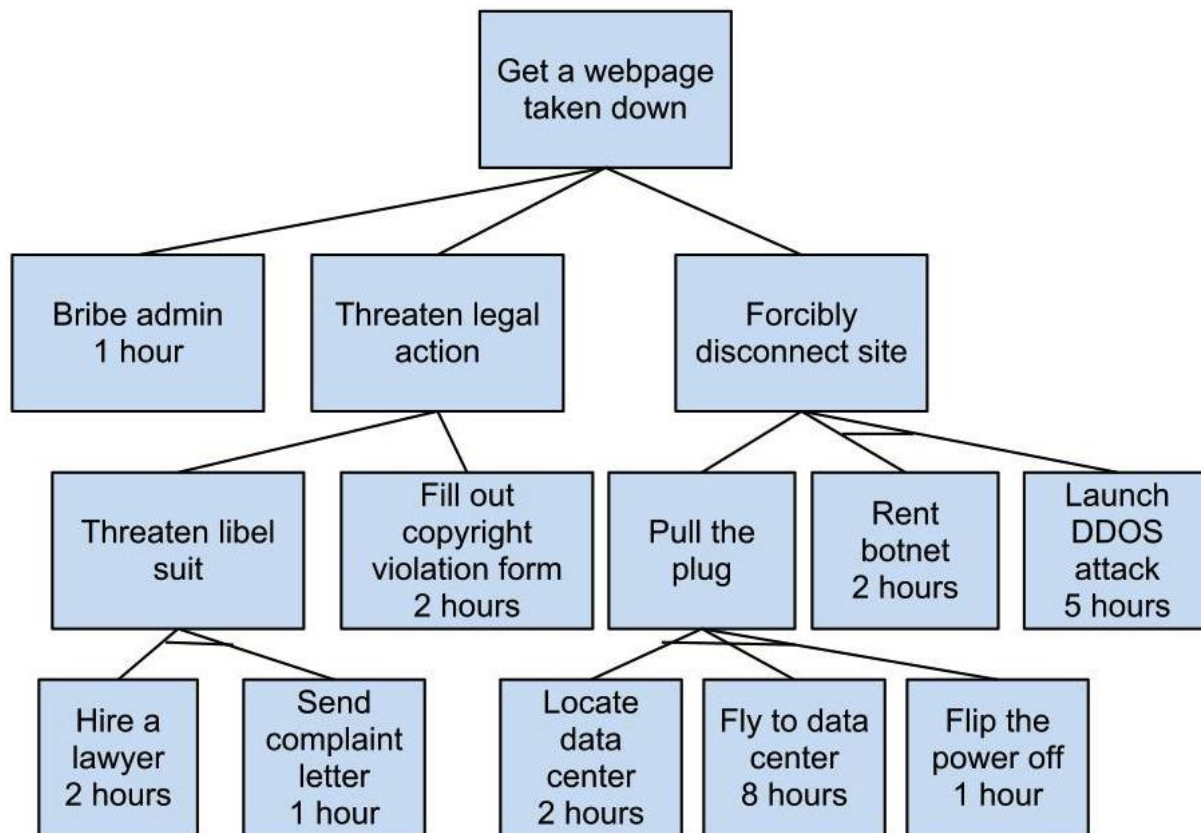 Get a webpage
taken down
Bribe admin
1 hour
Threaten legal
action
Forcibly
disconnect site
Threaten libel
suit
Fill out
copyright
violation form
2 hours
Pull the
plug
Rent
botnet
2 hours
Launch
DDOS
attack
5 hours
Hire a
lawyer
2 hours
Send
complaint
letter
1 hour
Locate
data
center
2 hours
Fly to data
center
8 hours
Flip the
power off
1 hour